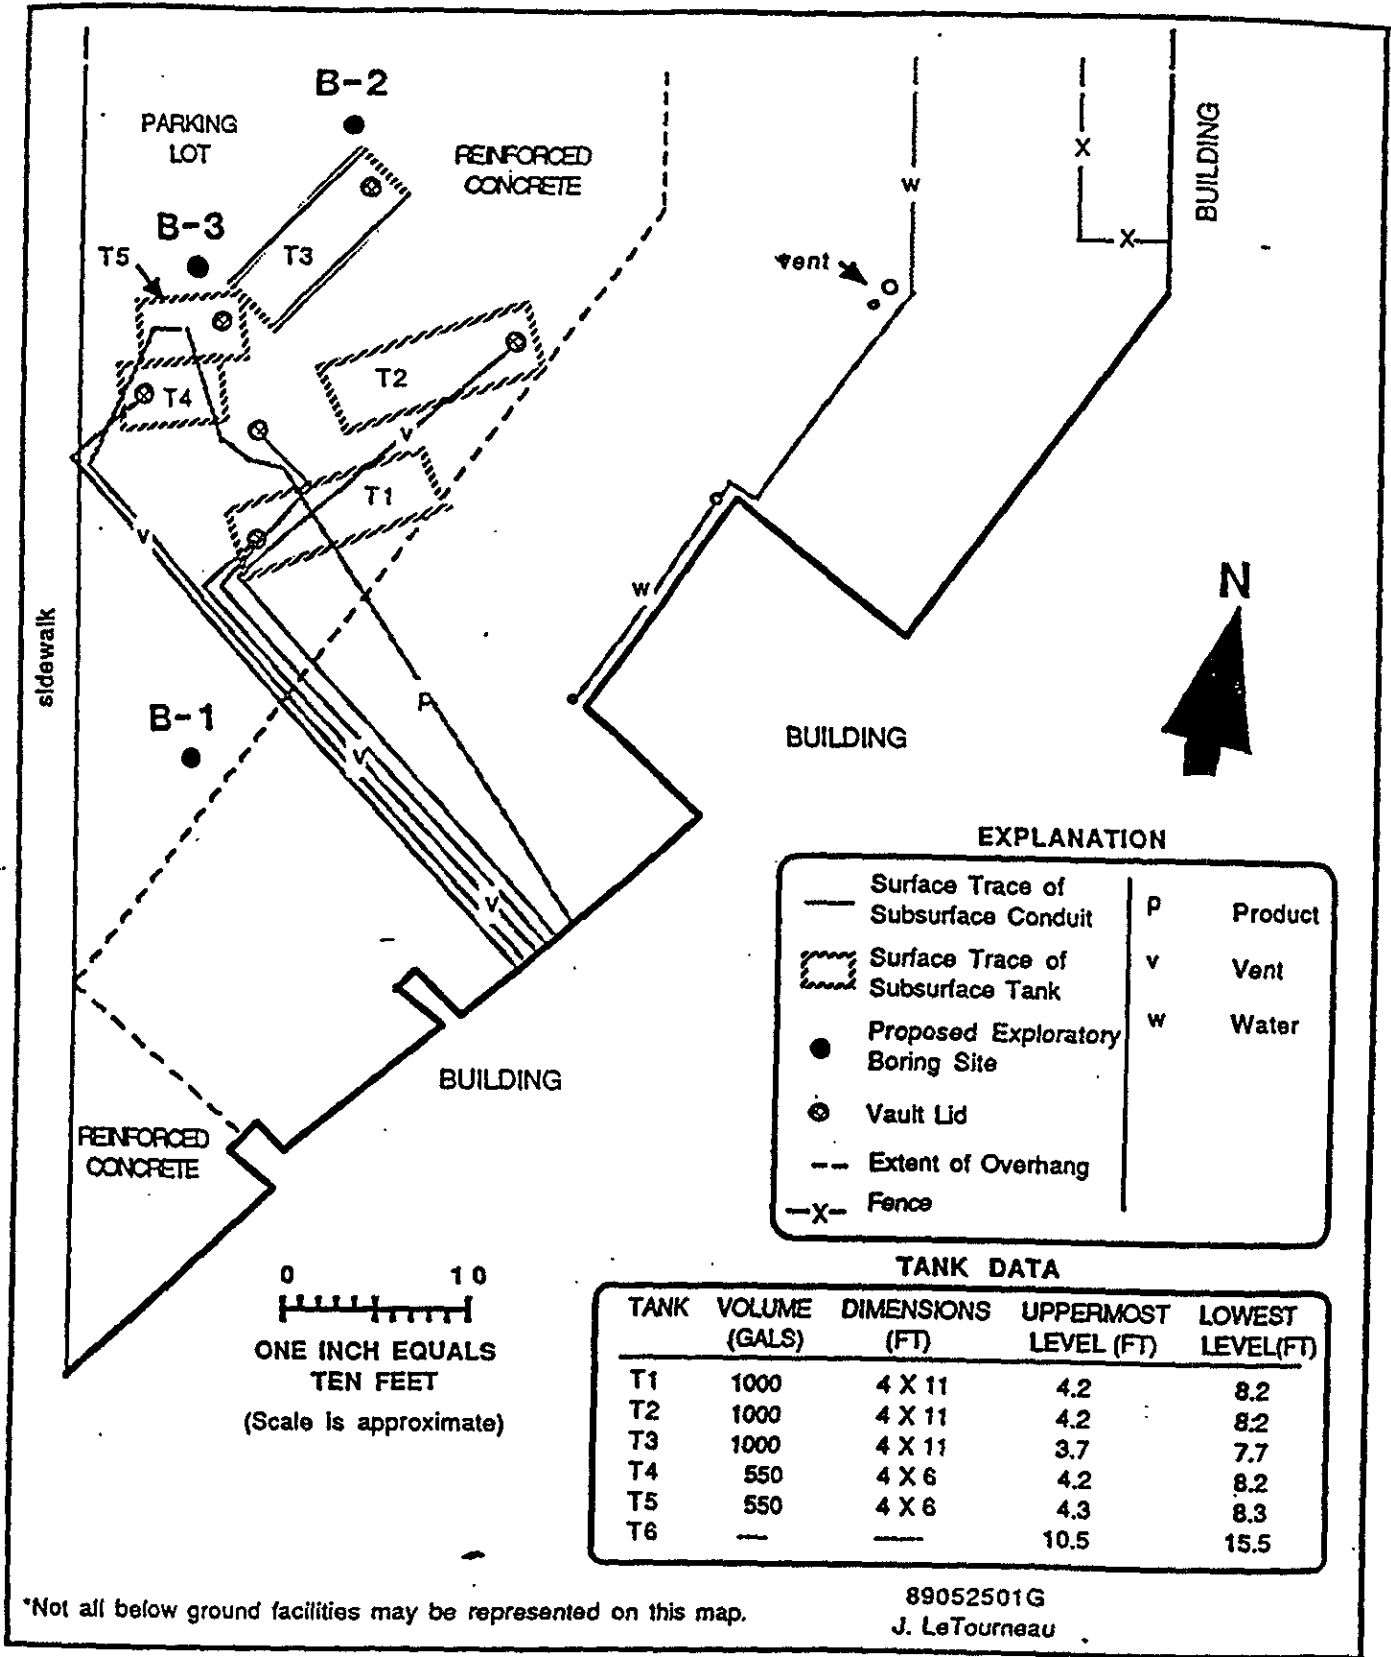 B-2
PARKING
LOT
REINFORCED
CONCRETE
B-3
T5
T3
T2
T4
T1
v
v
v
v
p
w
w
vent
X
X
BUILDING
sidewalk
B-1
N
BUILDING
BUILDING
REINFORCED
CONCRETE
EXPLANATION
Surface Trace of
Subsurface Conduit
p Product
Surface Trace of
Subsurface Tank
v Vent
Proposed Exploratory
Boring Site
w Water
Vault Lid
Extent of Overhang
X Fence
0 10
ONE INCH EQUALS
TEN FEET
(Scale is approximate)
TANK DATA
TANK VOLUME DIMENSIONS UPPERMOST LOWEST
(GALS) (FT) LEVEL (FT) LEVEL(FT)
T1 1000 4 X 11 4.2 8.2
T2 1000 4 X 11 4.2 8.2
T3 1000 4 X 11 3.7 7.7
T4 550 4 X 6 4.2 8.2
T5 550 4 X 6 4.3 8.3
T6 — — 10.5 15.5
*Not all below ground facilities may be represented on this map.
89052501G
J. LeTourneau